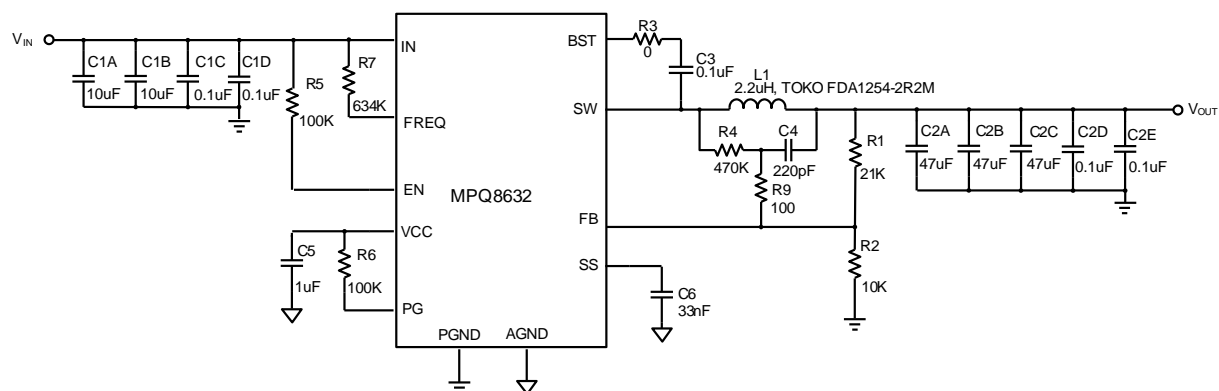 V_IN
C1A
10uF
C1B
10uF
C1C
0.1uF
C1D
0.1uF
R5
100K
R7
634K
IN
FREQ
EN
VCC
PG
C5
1uF
R6
100K
MPQ8632
PGND
AGND
BST
SW
FB
SS
R3
0
C3
0.1uF
L1
2.2uH, TOKO FDA1254-2R2M
R4
470K
C4
220pF
R9
100
R1
21K
R2
10K
C6
33nF
C2A
47uF
C2B
47uF
C2C
47uF
C2D
0.1uF
C2E
0.1uF
V_OUT